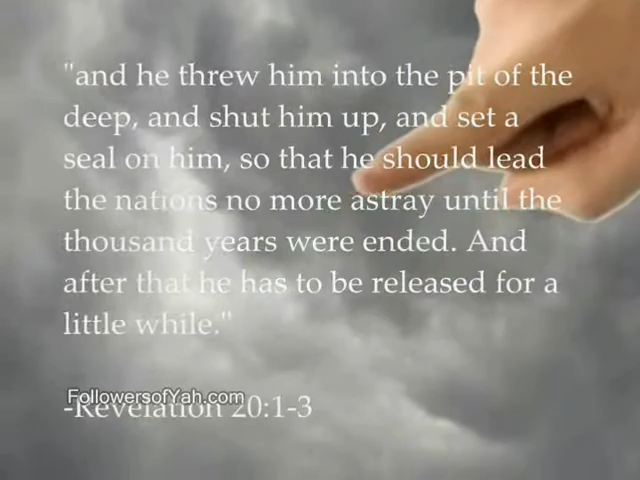 "and he threw him into the pit of the
deep, and shut him up, and set a
seal on him, so that he should lead
the nations no more astray until the
thousand years were ended. And
after that he has to be released for a
little while."
FollowersofYah.com
-Revelation 20:1-3